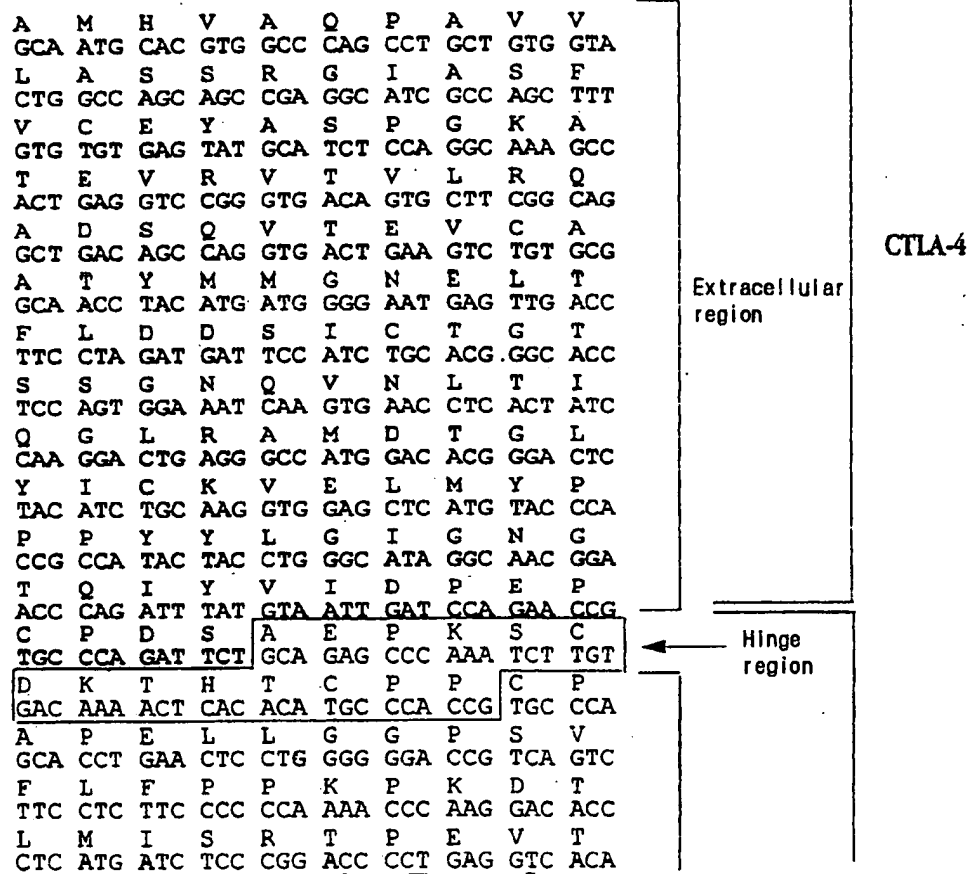 A M H V A Q P A V V
GCA ATG CAC GTG GCC CAG CCT GCT GTG GTA
L A S S R G I A S F
CTG GCC AGC AGC CGA GGC ATC GCC AGC TTT
V C E Y A S P G K A
GTG TGT GAG TAT GCA TCT CCA GGC AAA GCC
T E V R V T V L R Q
ACT GAG GTC CGG GTG ACA GTG CTT CGG CAG
A D S Q V T E V C A
GCT GAC AGC CAG GTG ACT GAA GTC TGT GCG
CTLA-4
A T Y M M G N E L T
GCA ACC TAC ATG ATG GGG AAT GAG TTG ACC
Extracellular
region
F L D D S I C T G T
TTC CTA GAT GAT TCC ATC TGC ACG GGC ACC
S S G N Q V N L T I
TCC AGT GGA AAT CAA GTG AAC CTC ACT ATC
Q G L R A M D T G L
CAA GGA CTG AGG GCC ATG GAC ACG GGA CTC
Y I C K V E L M Y P
TAC ATC TGC AAG GTG GAG CTC ATG TAC CCA
P P Y Y L G I G N G
CCG CCA TAC TAC CTG GGC ATA GGC AAC GGA
T Q I Y V I D P E P
ACC CAG ATT TAT GTA ATT GAT CCA GAA CCG
C P D S A E P K S C
TGC CCA GAT TCT GCA GAG CCC AAA TCT TGT
Hinge
region
D K T H T C P P C P
GAC AAA ACT CAC ACA TGC CCA CCG TGC CCA
A P E L L G G P S V
GCA CCT GAA CTC CTG GGG GGA CCG TCA GTC
F L F P P K P K D T
TTC CTC TTC CCC CCA AAA CCC AAG GAC ACC
L M I S R T P E V T
CTC ATG ATC TCC CGG ACC CCT GAG GTC ACA